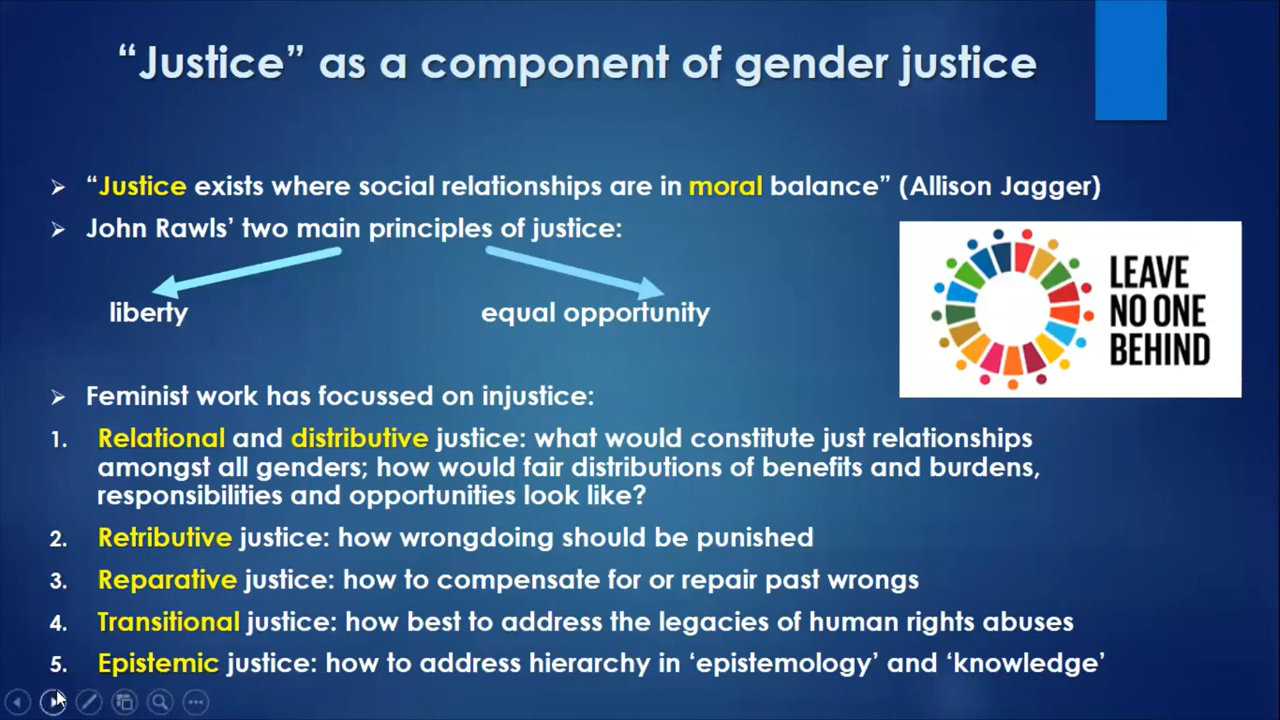 “Justice” as a component of gender justice
“Justice exists where social relationships are in moral balance” (Allison Jagger)
John Rawls’ two main principles of justice:
liberty
equal opportunity
LEAVE
NO ONE
BEHIND
Feminist work has focussed on injustice:
1. Relational and distributive justice: what would constitute just relationships
amongst all genders; how would fair distributions of benefits and burdens,
responsibilities and opportunities look like?
2. Retributive justice: how wrongdoing should be punished
3. Reparative justice: how to compensate for or repair past wrongs
4. Transitional justice: how best to address the legacies of human rights abuses
5. Epistemic justice: how to address hierarchy in ‘epistemology’ and ‘knowledge’